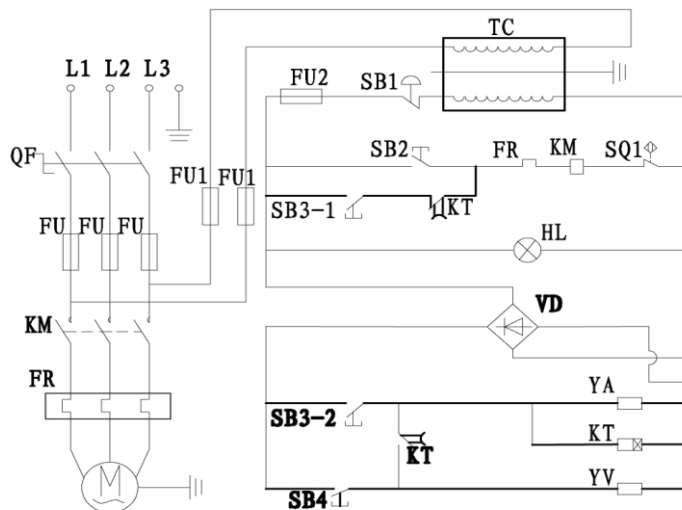 TC
L1 L2 L3
FU2 SB1
QF
SB2 FR KM SQ1
FU1 FU1
SB3-1 KT
FU FU FU
HL
VD
KM
FR
YA
SB3-2
KT
KT
M
YV
SB4